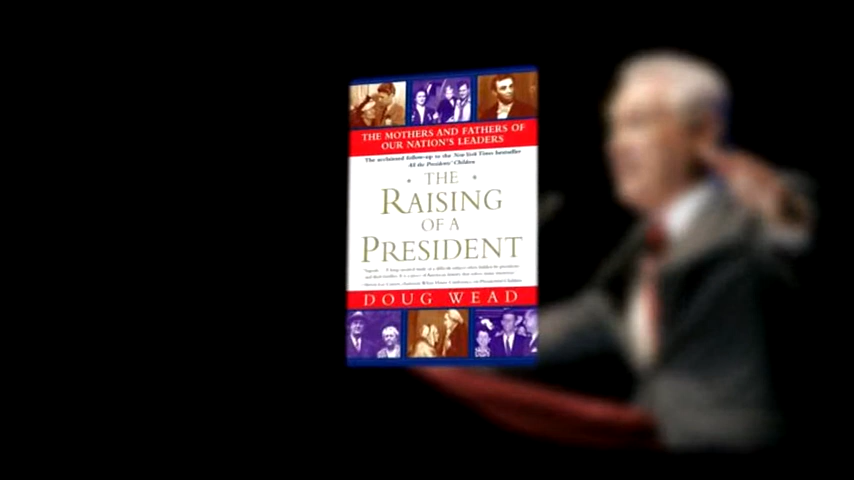 THE MOTHERS AND FATHERS OF
OUR NATION'S LEADERS
The acclaimed follow-up to the New York Times bestseller
All the Presidents' Children
THE
RAISING
OF A
PRESIDENT
DOUG WEAD